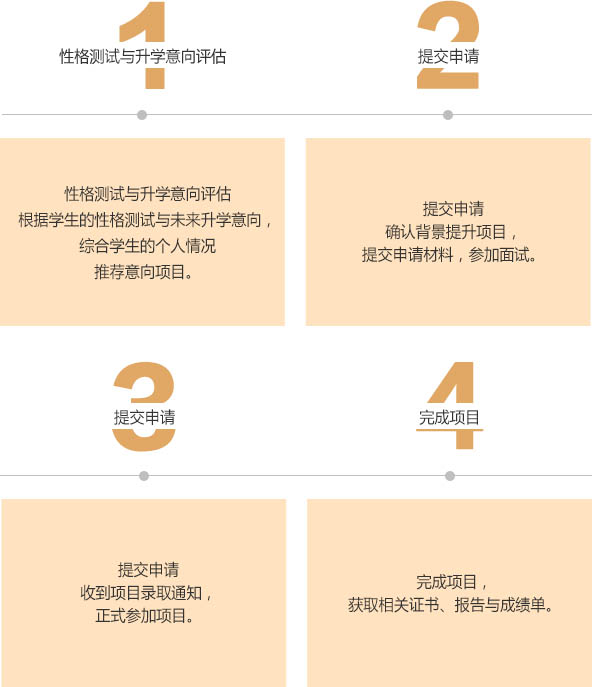 1
性格测试与升学意向评估
2
提交申请
性格测试与升学意向评估
根据学生的性格测试与未来升学意向，
综合学生的个人情况
推荐意向项目。
提交申请
确认背景提升项目，
提交申请材料，参加面试。
3
提交申请
4
完成项目
提交申请
收到项目录取通知，
正式参加项目。
完成项目，
获取相关证书、报告与成绩单。